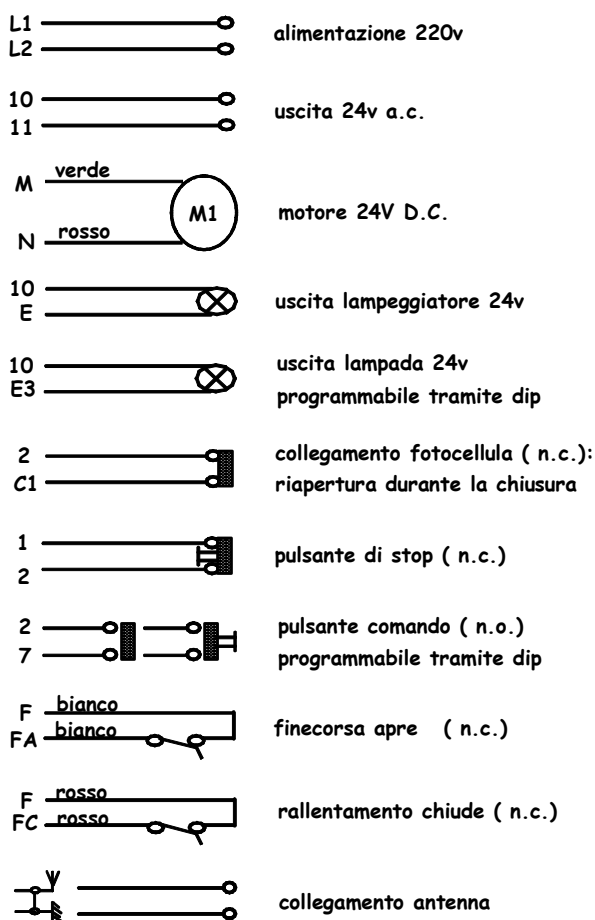 L1
L2
alimentazione 220v
10
11
uscita 24v a.c.
M verde
N rosso
M1
motore 24V D.C.
10
E
uscita lampeggiatore 24v
10
E3
uscita lampada 24v
programmabile tramite dip
2
C1
collegamento fotocellula ( n.c.):
riapertura durante la chiusura
1
2
pulsante di stop ( n.c.)
2
7
pulsante comando ( n.o.)
programmabile tramite dip
F bianco
FA bianco
finecorsa apre ( n.c.)
F rosso
FC rosso
rallentamento chiude ( n.c.)
collegamento antenna